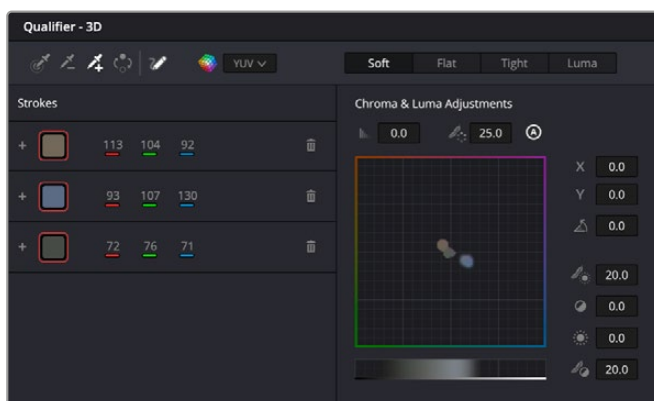 Qualifier - 3D
YUV
Soft Flat Tight Luma
Strokes
Chroma & Luma Adjustments
0.0 25.0 A
+ 113 104 92
X 0.0
Y 0.0
+ 93 107 130
0.0
+ 72 76 71
20.0
0.0
0.0
20.0